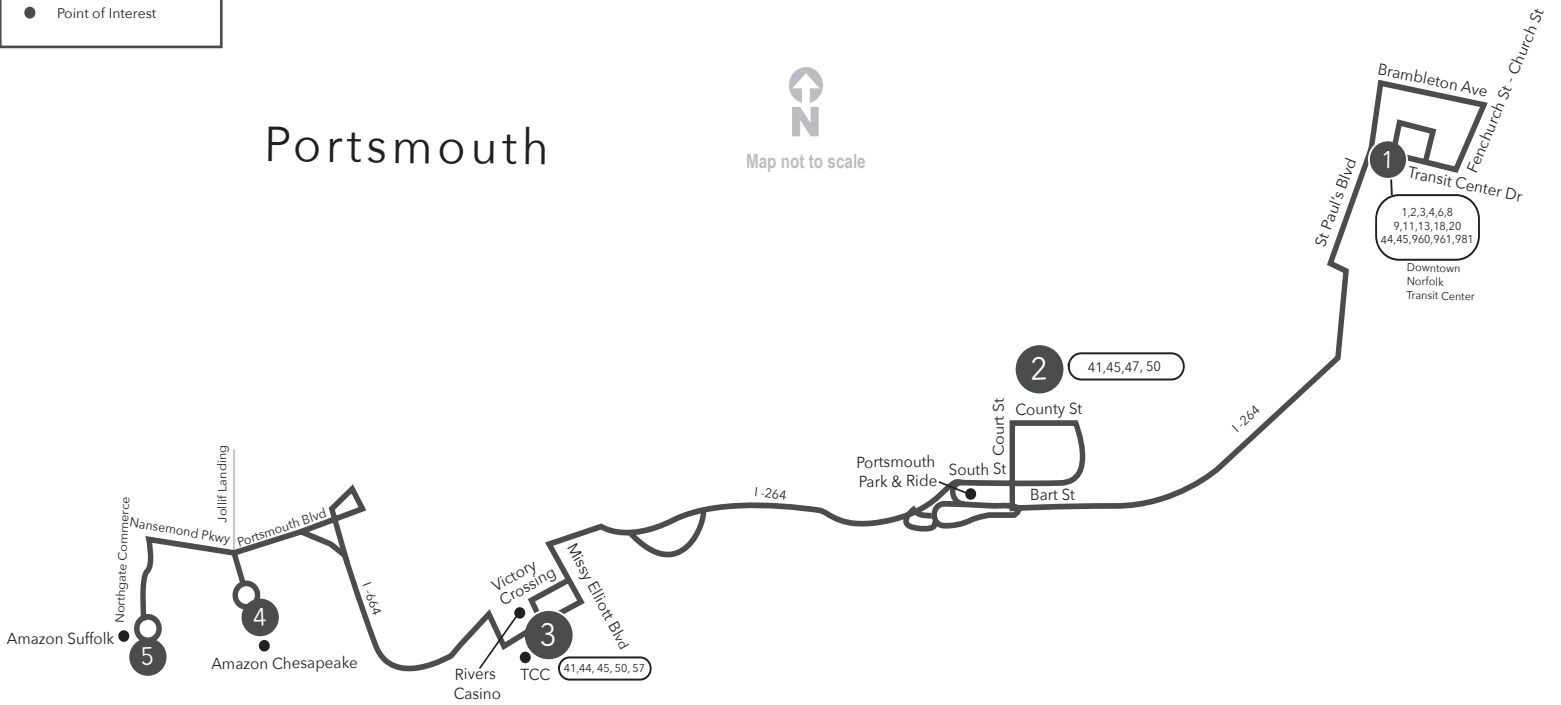 Point of Interest
Portsmouth
N
Map not to scale
Brambleton Ave
Fenchurch St - Church St
1
Transit Center Dr
St Paul's Blvd
1,2,3,4,6,8
9,11,13,18,20
44,45,960,961,981
Downtown
Norfolk
Transit Center
2
41,45,47, 50
County St
Court St
I -264
Portsmouth
Park & Ride
South St
Bart St
I -264
Jollif Landing
Northgate Commerce
Nansemond Pkwy
Portsmouth Blvd
I -664
Victory
Crossing
Missy Elliott Blvd
3
4
5
Amazon Suffolk
Amazon Chesapeake
Rivers
Casino
TCC
41,44, 45, 50, 57